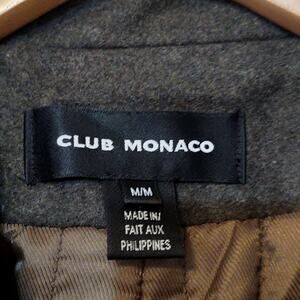 CLUB MONACO
M/M
MADE IN/
FAIT AUX
PHILIPPINES